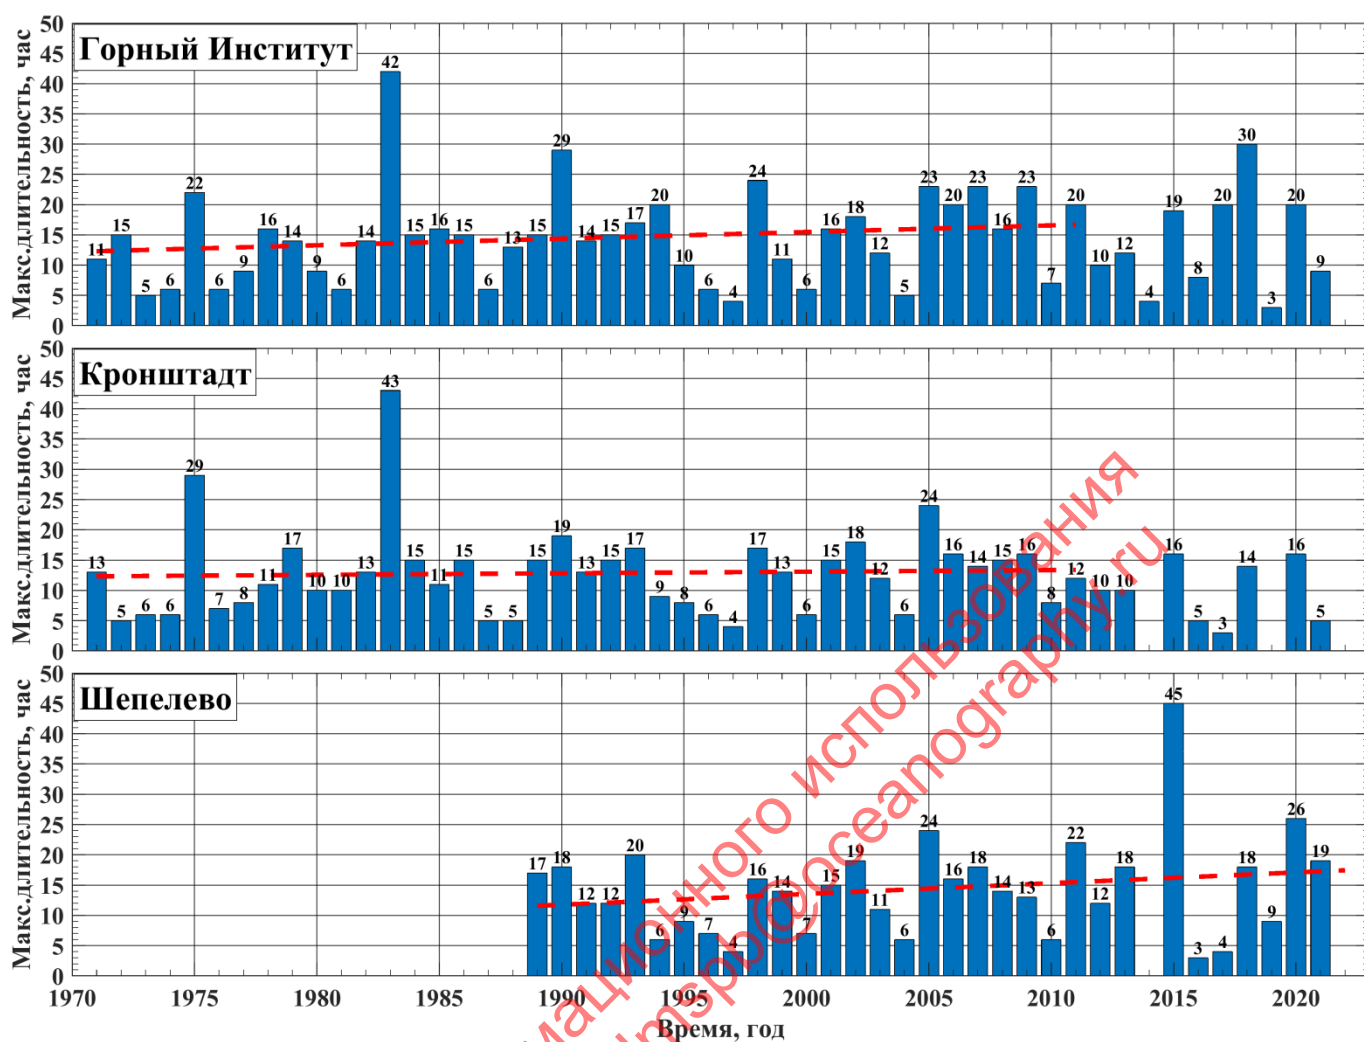 Горный Институт
Макс.длительность, час
50
45
40
35
30
25
20
15
10
5
0
11 15 5 6 22 6 9 16 14 9 6 14 42 15 16 15 6 13 15 29 14 15 17 20 10 6 4 24 11 6 16 18 12 5 23 20 23 16 23 7 20 10 12 4 19 8 20 30 3 20 9
Кронштадт
Макс.длительность, час
50
45
40
35
30
25
20
15
10
5
0
13 5 6 6 29 7 8 11 17 10 10 13 43 15 11 15 5 5 15 19 13 15 17 9 8 6 4 17 13 6 15 18 12 6 24 16 14 15 16 8 12 10 10 16 5 3 14 16 5
Шепелево
Макс.длительность, час
50
45
40
35
30
25
20
15
10
5
0
17 18 12 12 20 6 9 7 4 16 14 7 15 19 11 6 24 16 18 14 13 6 22 12 18 45 3 4 18 9 26 19
1970 1975 1980 1985 1990 1995 2000 2005 2010 2015 2020
Время, год
мационного использования
lmspb@oceanography.ru